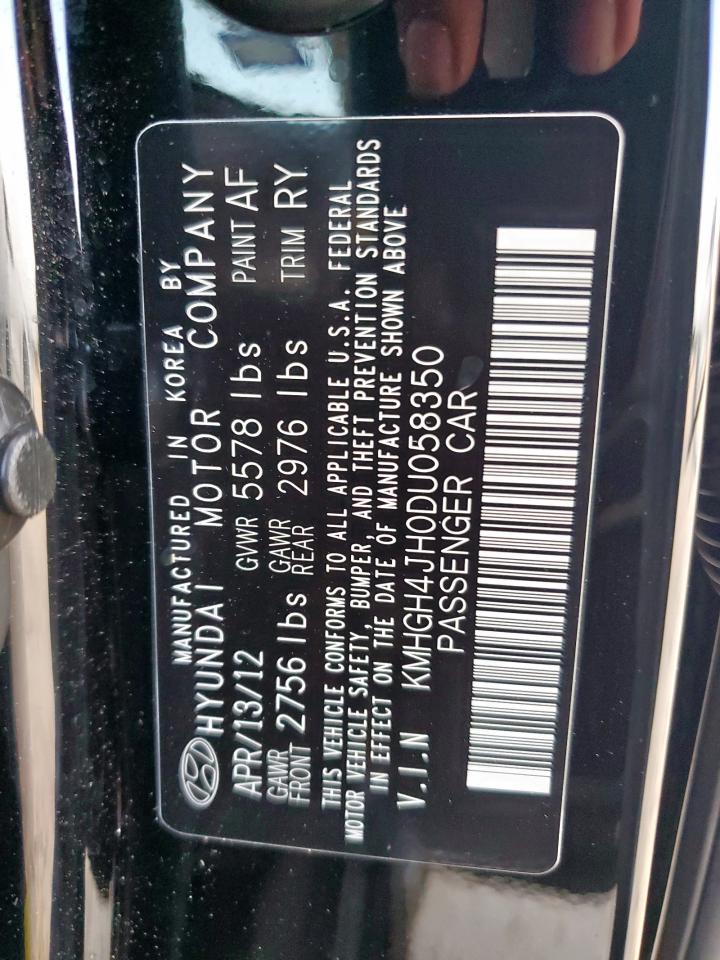 MANUFACTURED IN KOREA BY
HYUNDAI MOTOR COMPANY
APR/13/12 GVWR 5578 lbs PAINT AF
GAWR FRONT 2756 lbs GAWR REAR 2976 lbs TRIM RY
THIS VEHICLE CONFORMS TO ALL APPLICABLE U.S.A. FEDERAL
MOTOR VEHICLE SAFETY, BUMPER, AND THEFT PREVENTION STANDARDS
IN EFFECT ON THE DATE OF MANUFACTURE SHOWN ABOVE
V.I.N KMHGH4JH0DU058350
PASSENGER CAR